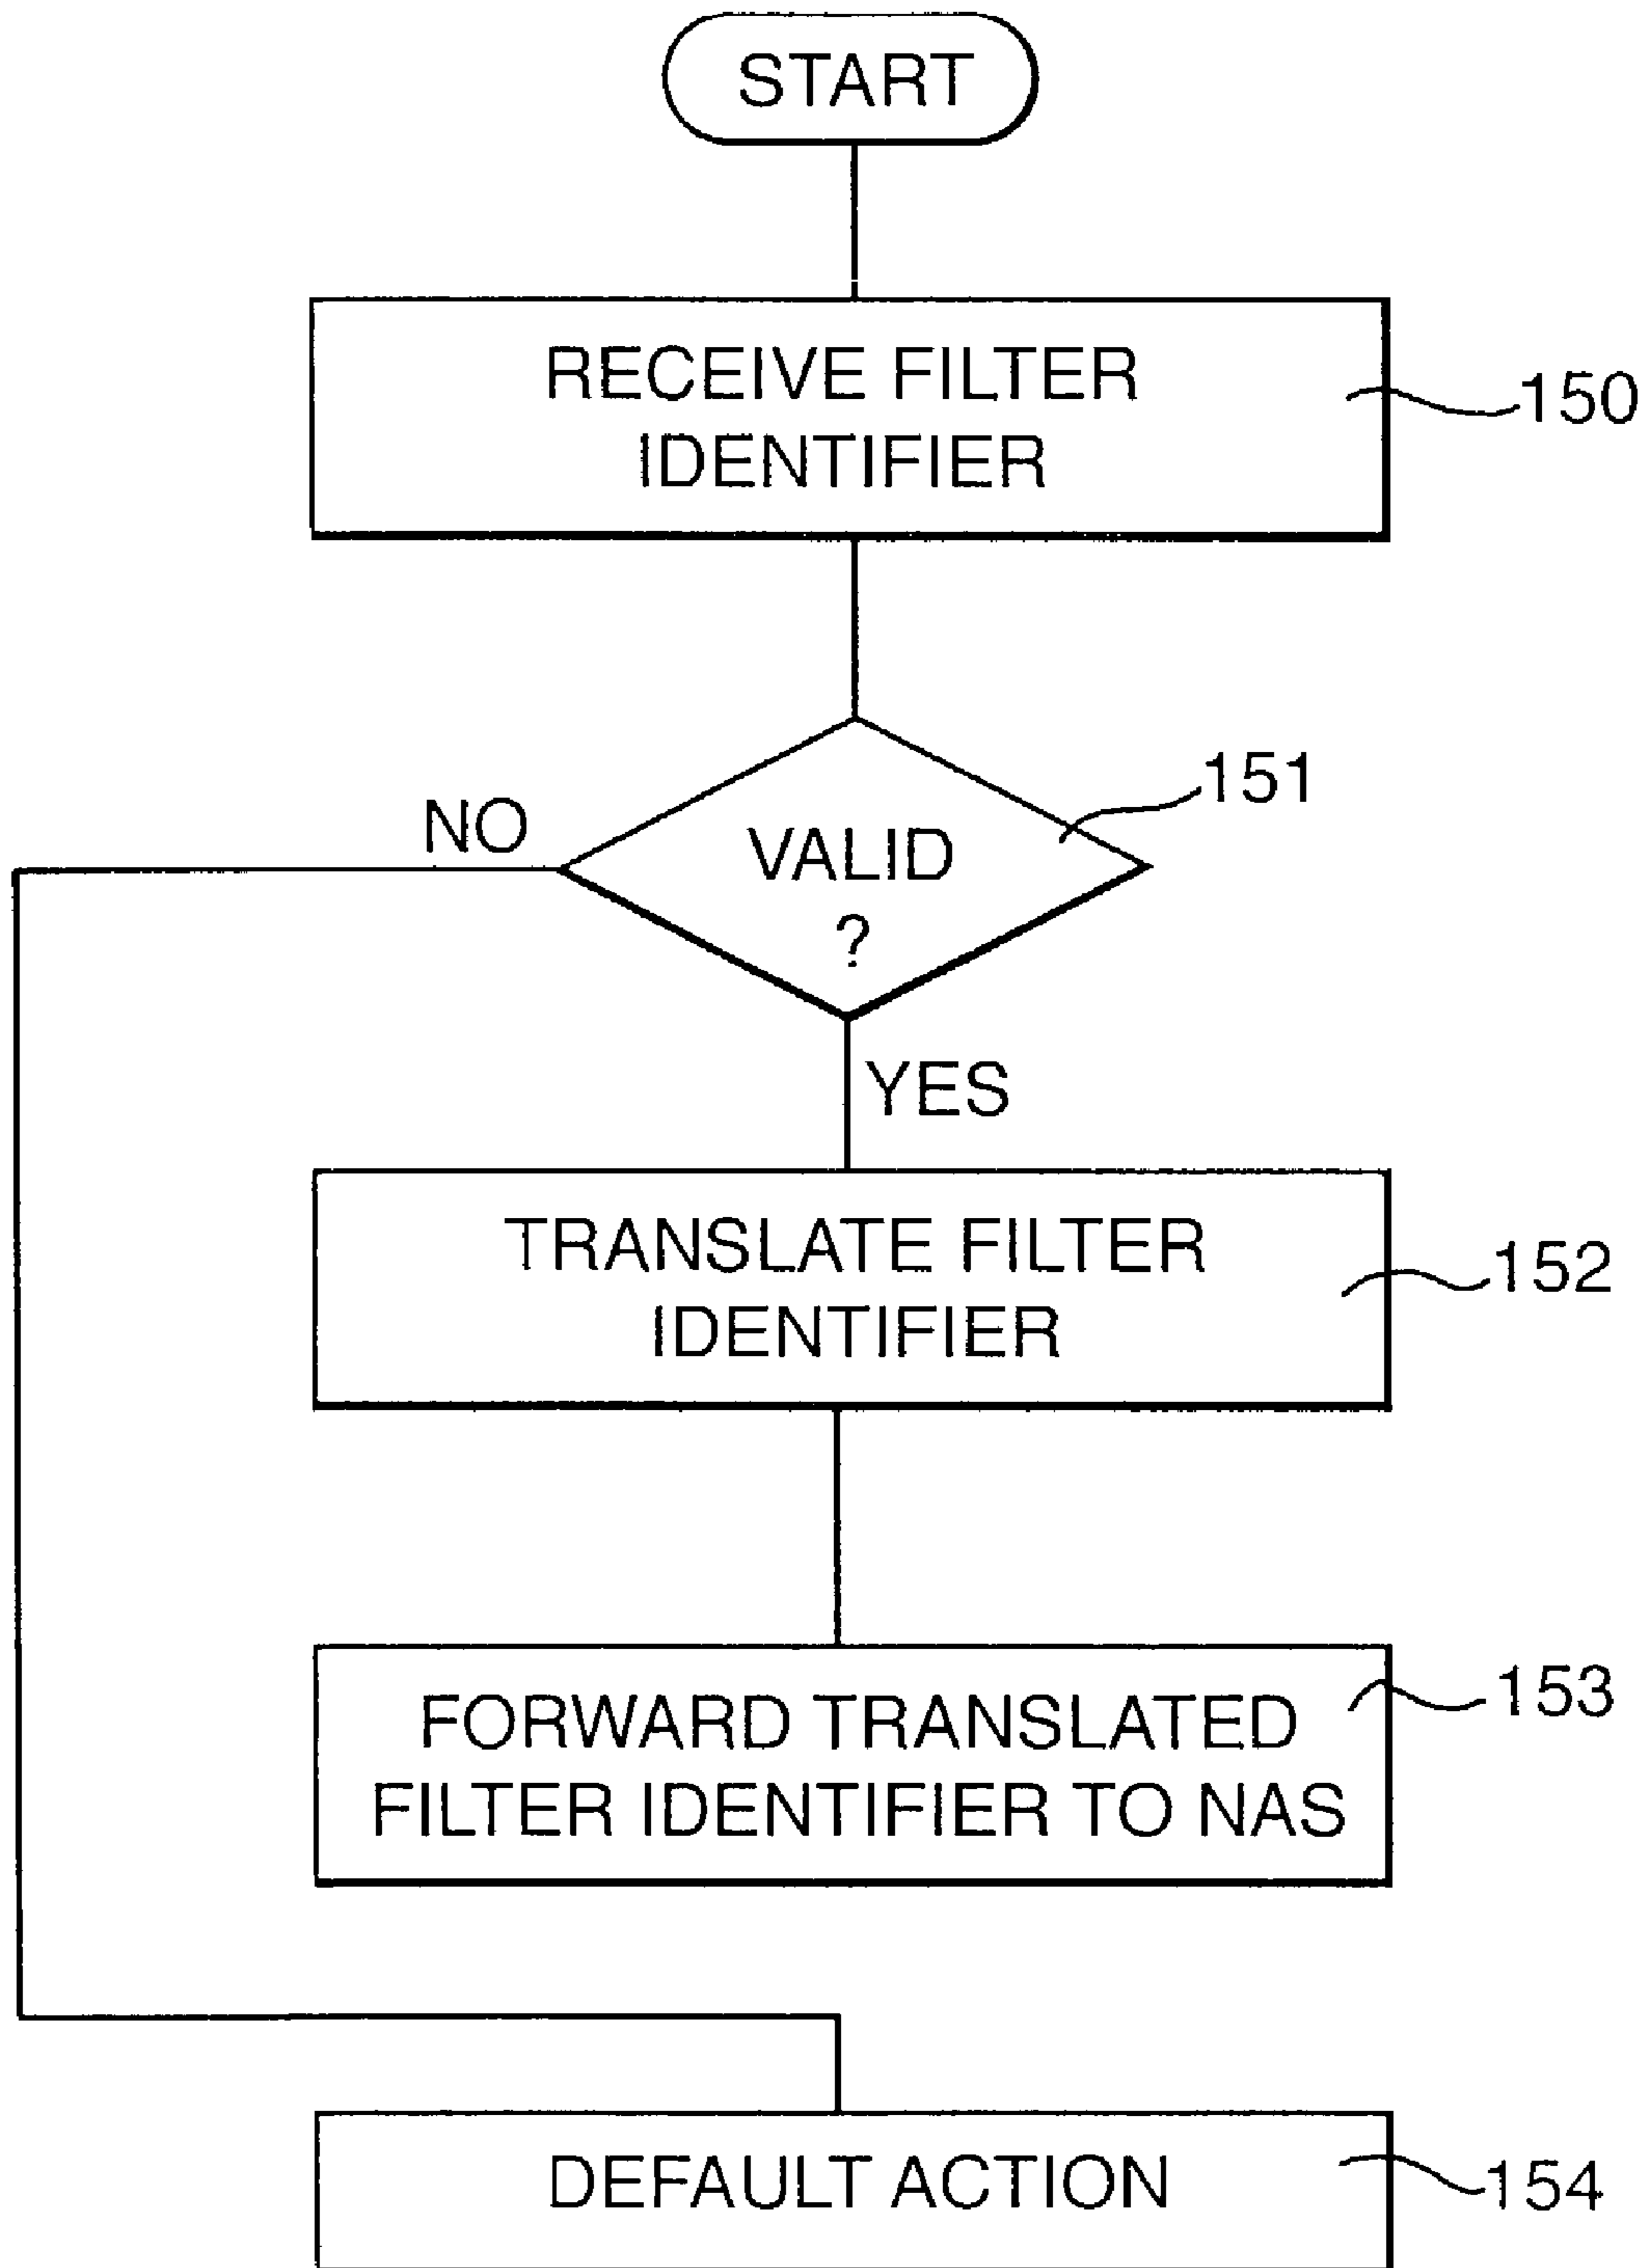 START
RECEIVE FILTER
IDENTIFIER
150
151
NO
VALID
?
YES
TRANSLATE FILTER
IDENTIFIER
152
FORWARD TRANSLATED
FILTER IDENTIFIER TO NAS
153
DEFAULT ACTION
154